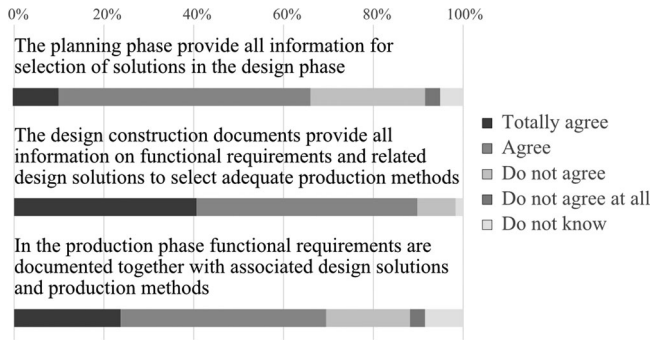 0% 20% 40% 60% 80% 100%
The planning phase provide all information for
selection of solutions in the design phase
The design construction documents provide all
information on functional requirements and related
design solutions to select adequate production methods
In the production phase functional requirements are
documented together with associated design solutions
and production methods
Totally agree
Agree
Do not agree
Do not agree at all
Do not know